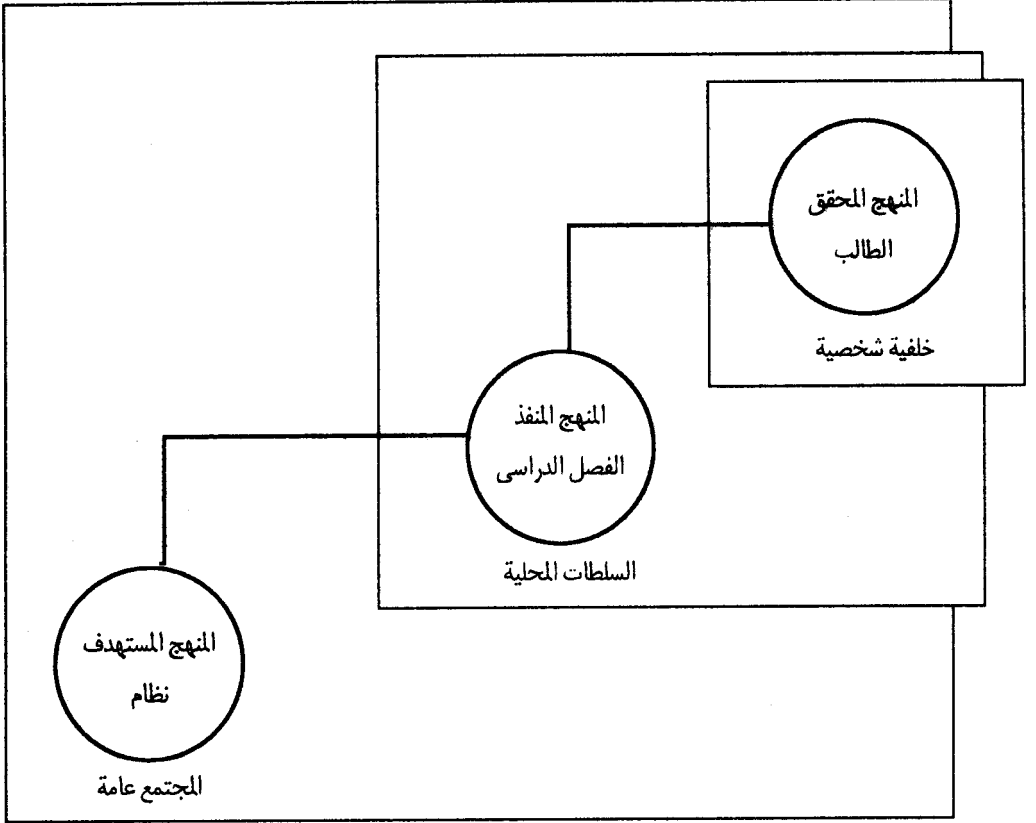 المنهج المحقق
الطالب
خلفية شخصية
المنهج المنفذ
الفصل الدراسى
السلطات المحلية
المنهج المستهدف
نظام
المجتمع عامة